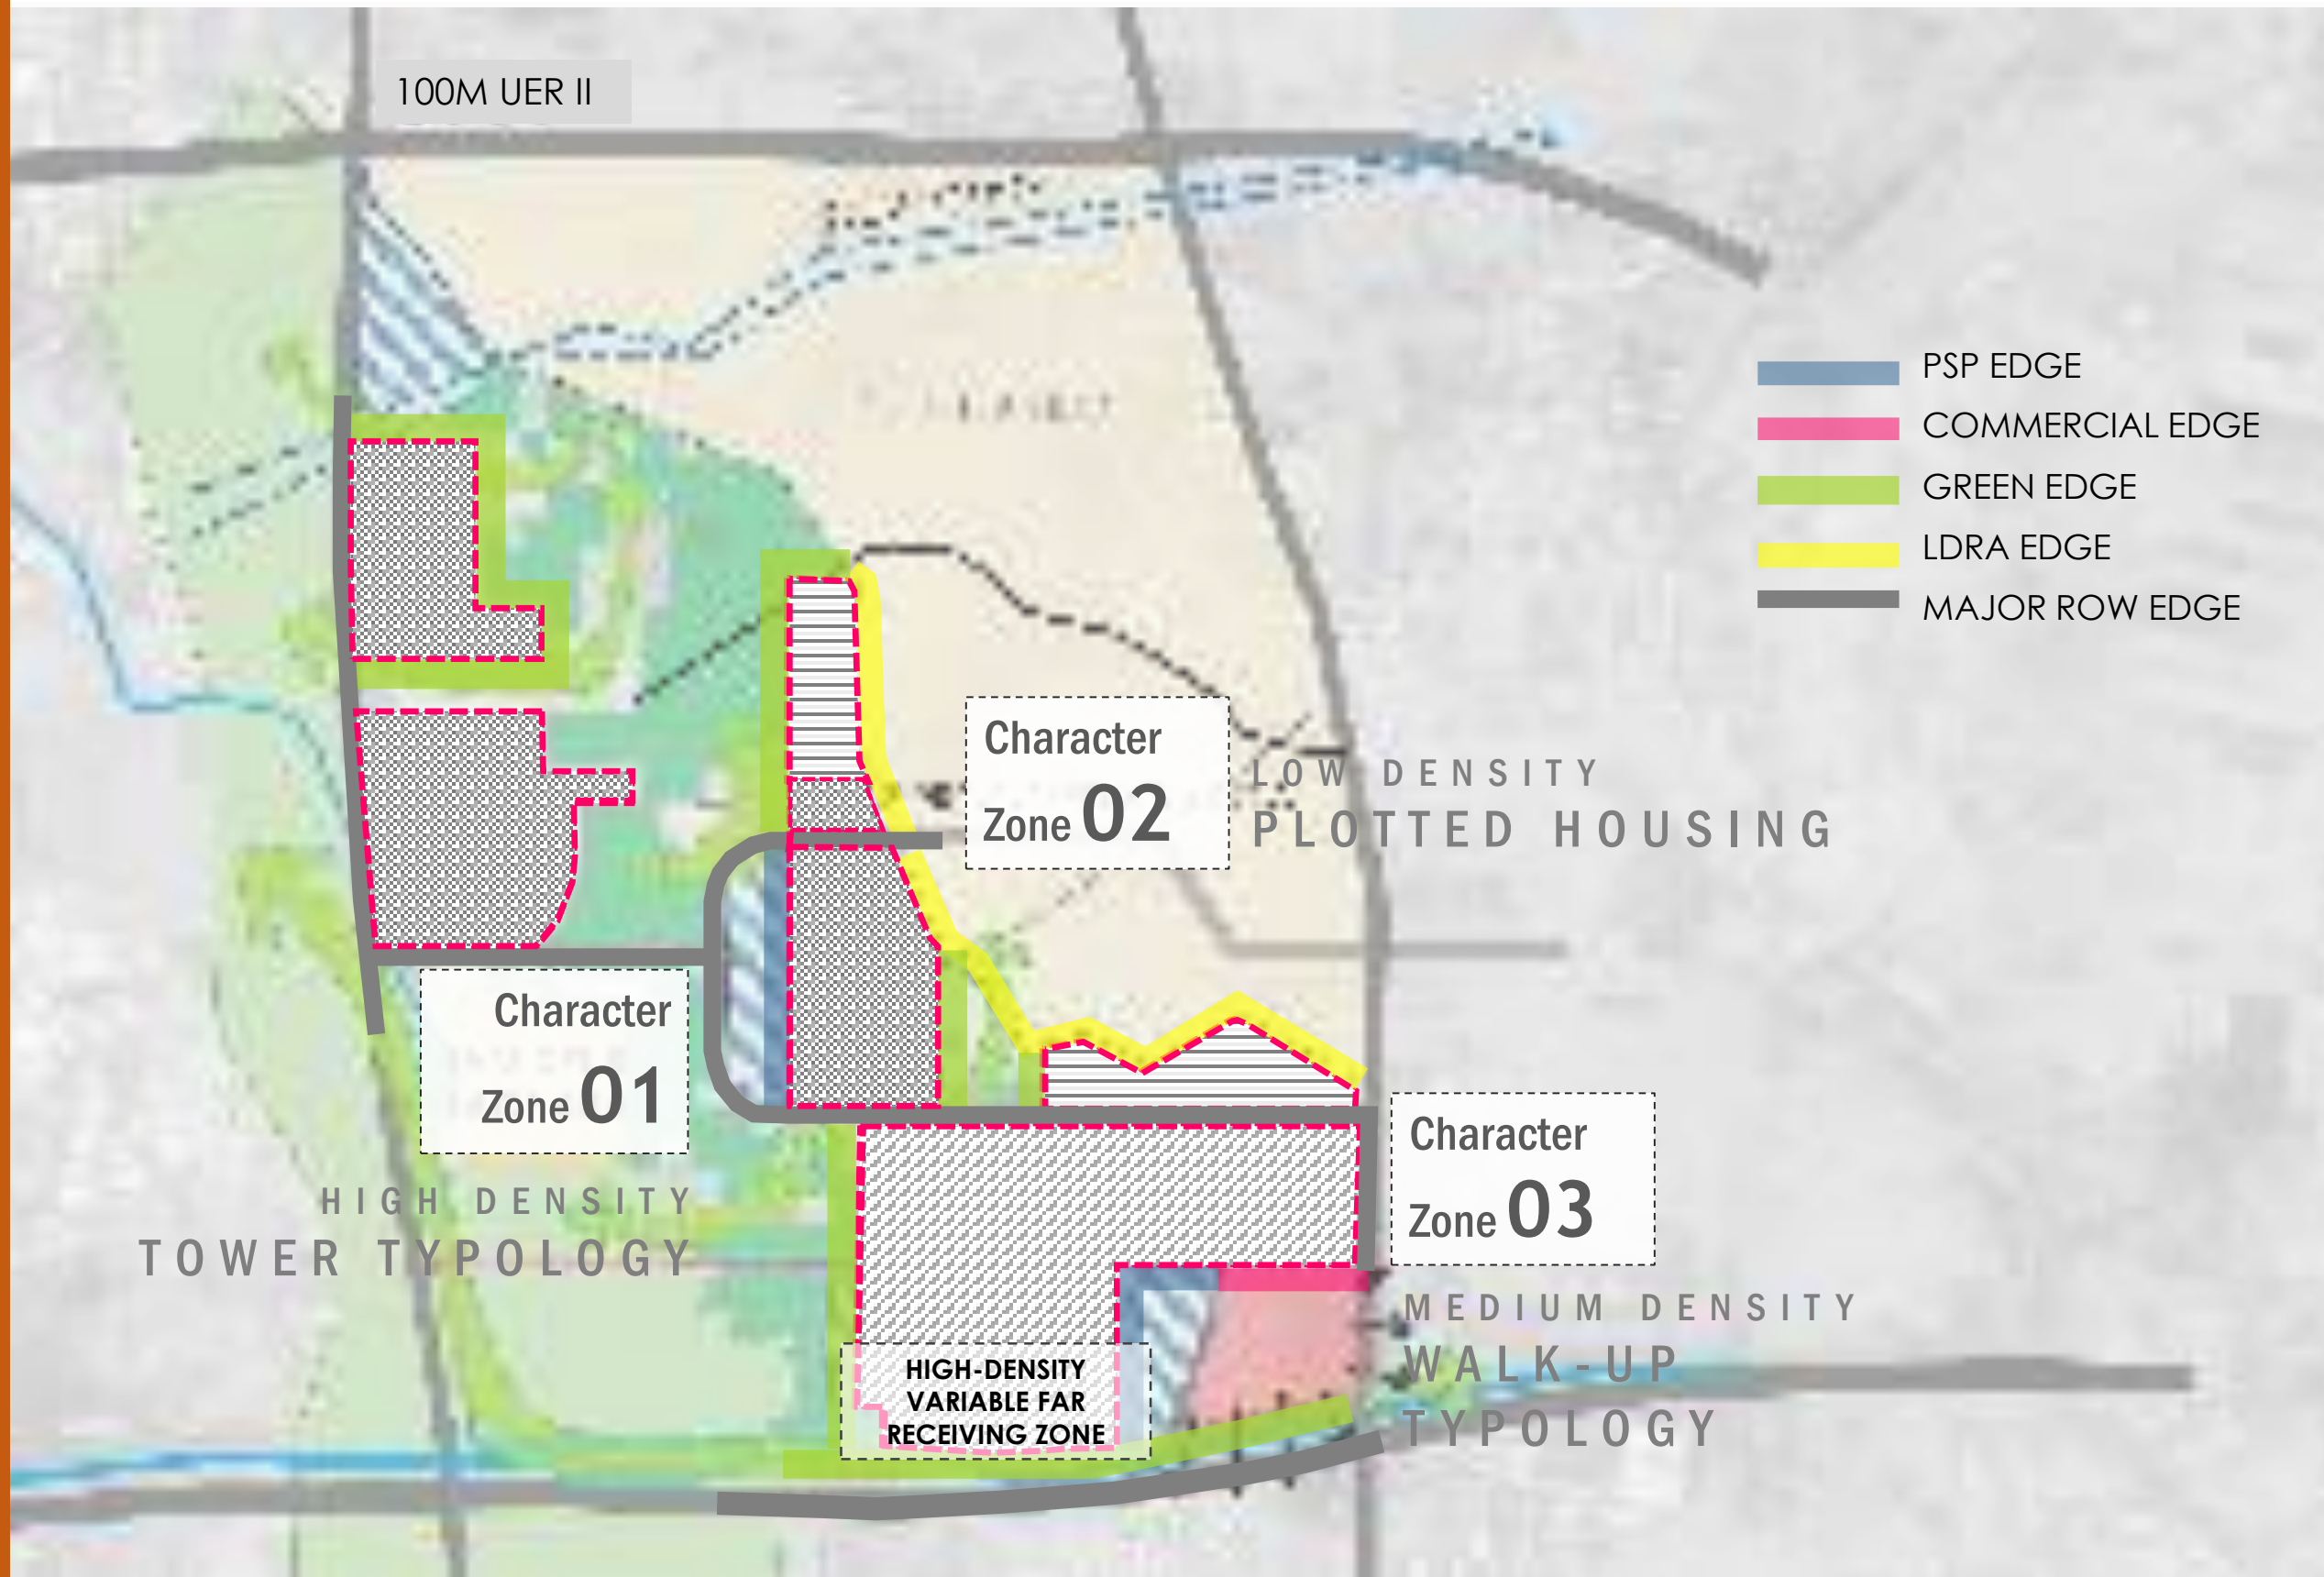 100M UER II
PSP EDGE
COMMERCIAL EDGE
GREEN EDGE
LDRA EDGE
MAJOR ROW EDGE
Character
Zone 02
LOW DENSITY
PLOTTED HOUSING
Character
Zone 01
HIGH DENSITY
TOWER TYPOLOGY
Character
Zone 03
MEDIUM DENSITY
WALK-UP
TYPOLOGY
HIGH-DENSITY
VARIABLE FAR
RECEIVING ZONE